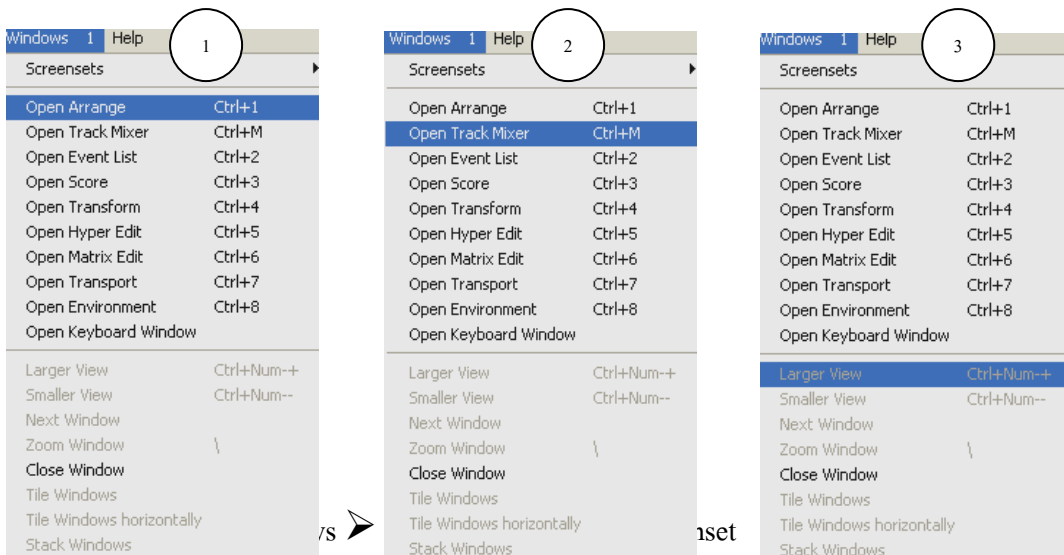 1
Windows 1 Help
Screensets
Open Arrange Ctrl+1
Open Track Mixer Ctrl+M
Open Event List Ctrl+2
Open Score Ctrl+3
Open Transform Ctrl+4
Open Hyper Edit Ctrl+5
Open Matrix Edit Ctrl+6
Open Transport Ctrl+7
Open Environment Ctrl+8
Open Keyboard Window
Larger View Ctrl+Num-+
Smaller View Ctrl+Num--
Next Window
Zoom Window \
Close Window
Tile Windows
Tile Windows horizontally
Stack Windows
2
Windows 1 Help
Screensets
Open Arrange Ctrl+1
Open Track Mixer Ctrl+M
Open Event List Ctrl+2
Open Score Ctrl+3
Open Transform Ctrl+4
Open Hyper Edit Ctrl+5
Open Matrix Edit Ctrl+6
Open Transport Ctrl+7
Open Environment Ctrl+8
Open Keyboard Window
Larger View Ctrl+Num-+
Smaller View Ctrl+Num--
Next Window
Zoom Window \
Close Window
Tile Windows
Tile Windows horizontally
Stack Windows
3
Windows 1 Help
Screensets
Open Arrange Ctrl+1
Open Track Mixer Ctrl+M
Open Event List Ctrl+2
Open Score Ctrl+3
Open Transform Ctrl+4
Open Hyper Edit Ctrl+5
Open Matrix Edit Ctrl+6
Open Transport Ctrl+7
Open Environment Ctrl+8
Open Keyboard Window
Larger View Ctrl+Num-+
Smaller View Ctrl+Num--
Next Window
Zoom Window \
Close Window
Tile Windows
Tile Windows horizontally
Stack Windows